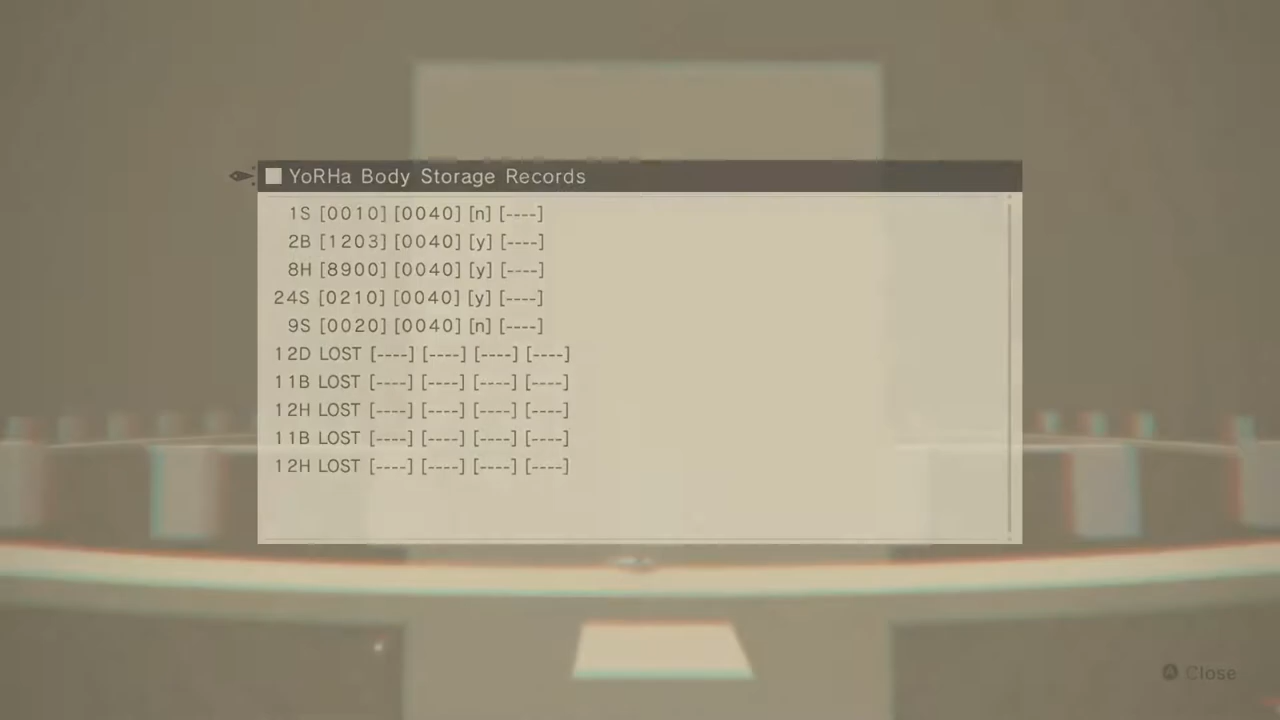 YoRHa Body Storage Records
1S [0010] [0040] [n] [----]
2B [1203] [0040] [y] [----]
8H [8900] [0040] [y] [----]
24S [0210] [0040] [y] [----]
9S [0020] [0040] [n] [----]
12D LOST [----] [----] [----] [----]
11B LOST [----] [----] [----] [----]
12H LOST [----] [----] [----] [----]
11B LOST [----] [----] [----] [----]
12H LOST [----] [----] [----] [----]
A Close